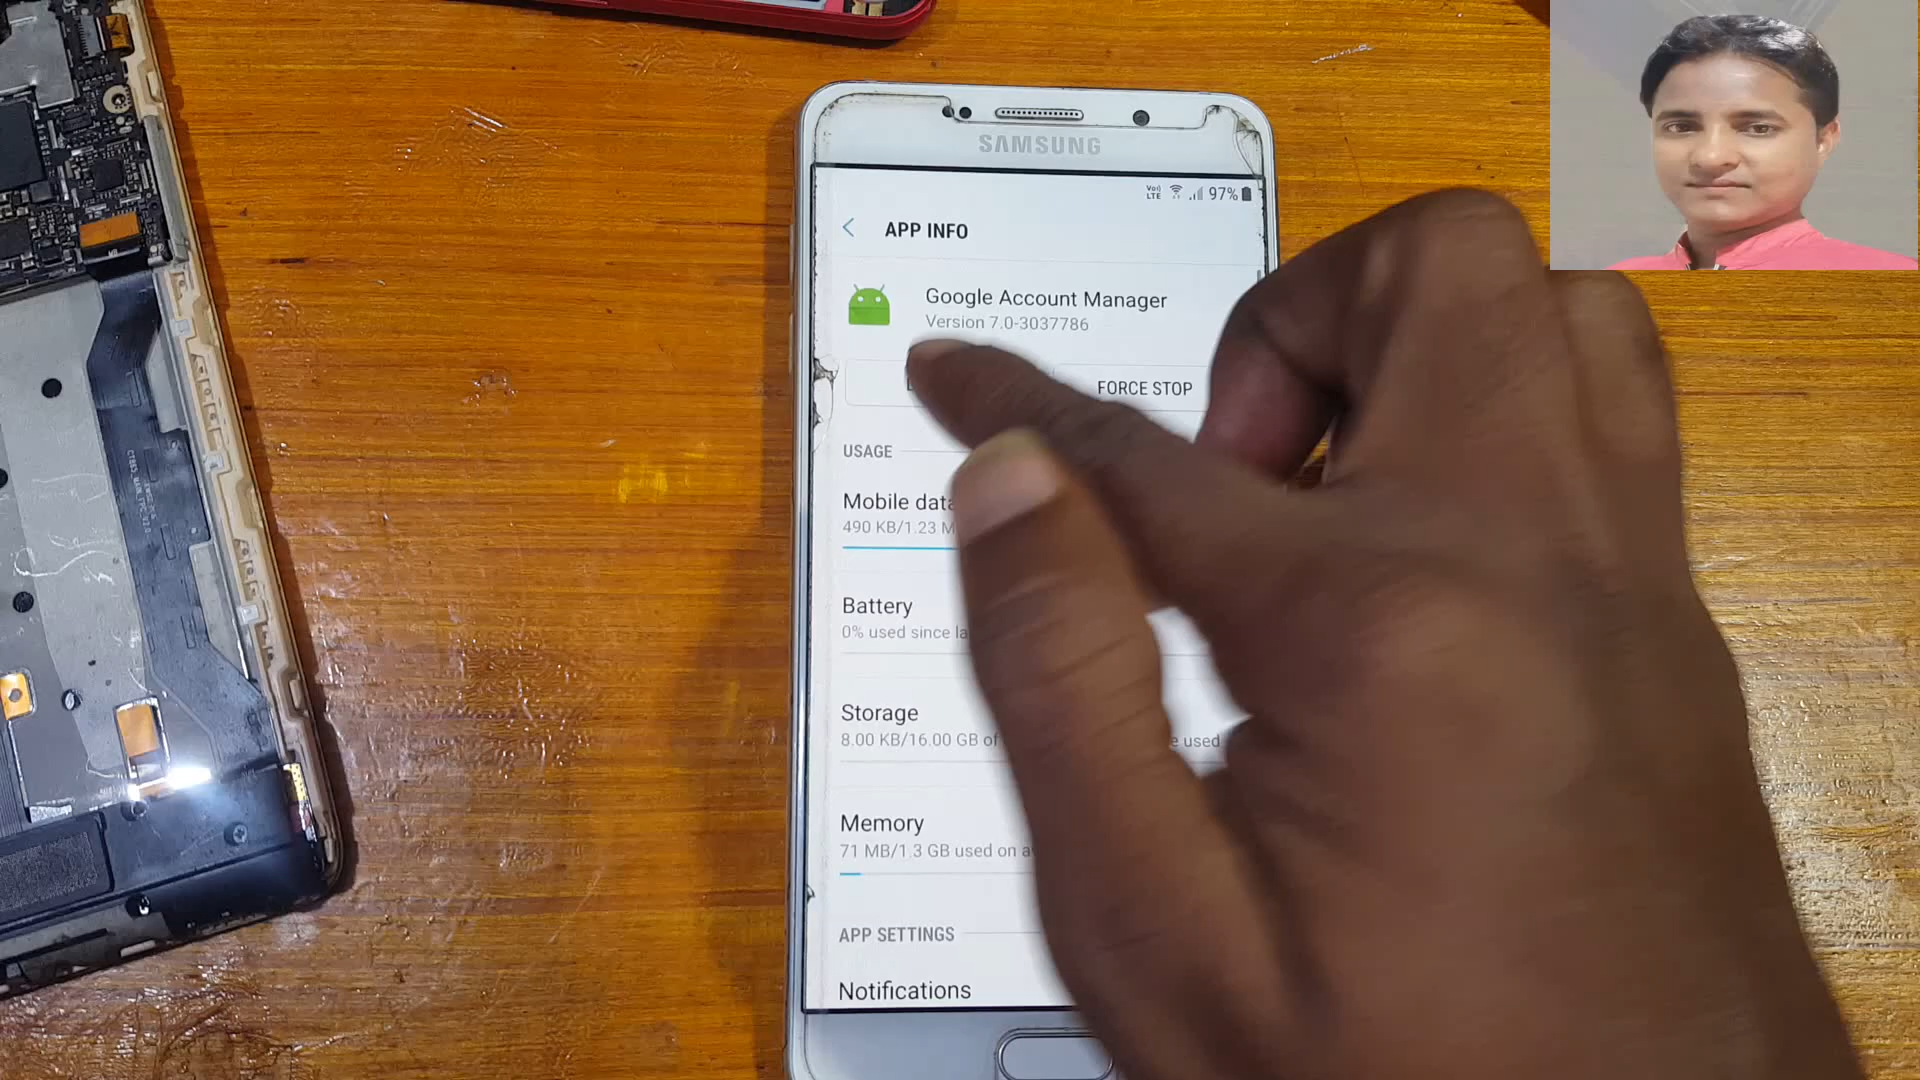 SAMSUNG
97%
APP INFO
Google Account Manager
Version 7.0-3037786
FORCE STOP
USAGE
Mobile data
490 KB/1.23
Battery
0% used since
Storage
8.00 KB/16.00 GB of
used
Memory
71 MB/1.3 GB used on
APP SETTINGS
Notifications